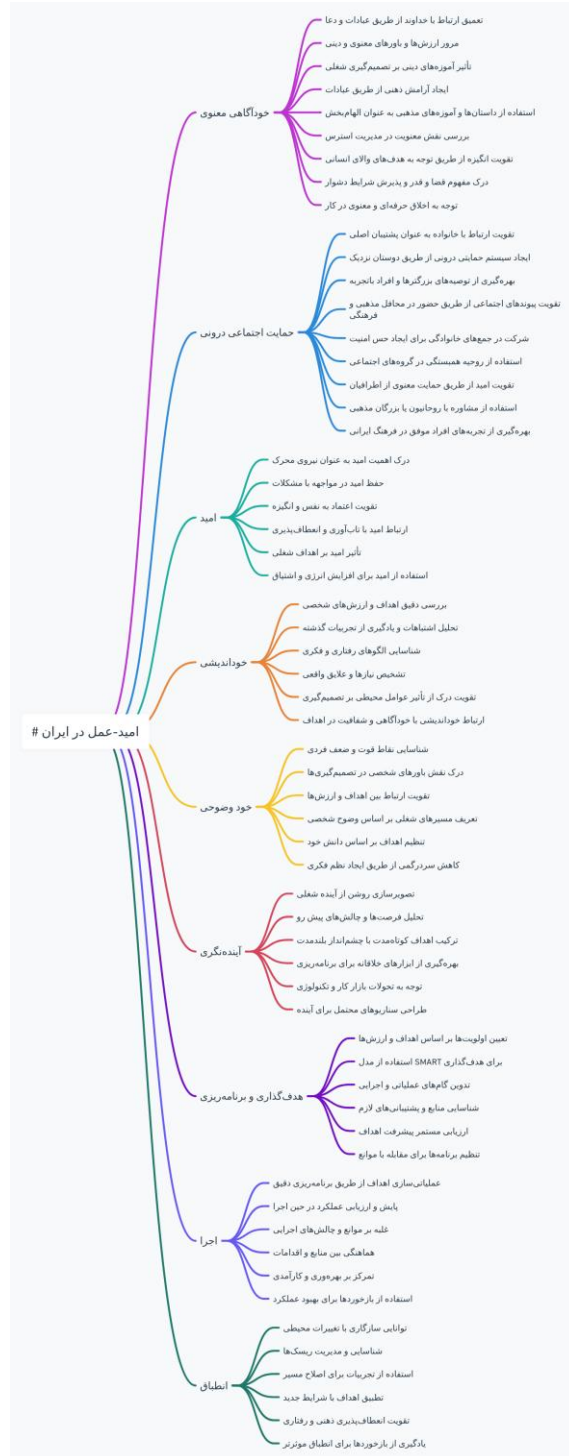 امید-عمل در ایران #
خودآگاهی معنوی
تعمیق ارتباط با خداوند از طریق عبادات و دعا
مرور ارزش‌ها و باورهای معنوی و دینی
تأثیر آموزه‌های دینی بر تصمیم‌گیری شغلی
ایجاد آرامش ذهنی از طریق عبادات
استفاده از داستان‌ها و آموزه‌های مذهبی به عنوان الهام‌بخش
بررسی نقش معنویت در مدیریت استرس
تقویت انگیزه از طریق توجه به هدف‌های والای انسانی
درک مفهوم قضا و قدر و پذیرش شرایط دشوار
توجه به اخلاق حرفه‌ای و معنوی در کار
حمایت اجتماعی درونی
تقویت ارتباط با خانواده به عنوان پشتیبان اصلی
ایجاد سیستم حمایتی درونی از طریق دوستان نزدیک
بهره‌گیری از توصیه‌های بزرگترها و افراد باتجربه
تقویت پیوندهای اجتماعی از طریق حضور در محافل مذهبی و
فرهنگی
شرکت در جمع‌های خانوادگی برای ایجاد حس امنیت
استفاده از روحیه همبستگی در گروه‌های اجتماعی
تقویت امید از طریق حمایت معنوی از اطرافیان
استفاده از مشاوره با روحانیون یا بزرگان مذهبی
بهره‌گیری از تجربه‌های افراد موفق در فرهنگ ایرانی
امید
درک اهمیت امید به عنوان نیروی محرک
حفظ امید در مواجهه با مشکلات
تقویت اعتماد به نفس و انگیزه
ارتباط امید با تاب‌آوری و انعطاف‌پذیری
تأثیر امید بر اهداف شغلی
استفاده از امید برای افزایش انرژی و اشتیاق
خوداندیشی
بررسی دقیق اهداف و ارزش‌های شخصی
تحلیل اشتباهات و یادگیری از تجربیات گذشته
شناسایی الگوهای رفتاری و فکری
تشخیص نیازها و علایق واقعی
تقویت درک از تأثیر عوامل محیطی بر تصمیم‌گیری
ارتباط خوداندیشی با خودآگاهی و شفافیت در اهداف
خود وضوحی
شناسایی نقاط قوت و ضعف فردی
درک نقش باورهای شخصی در تصمیم‌گیری‌ها
تقویت ارتباط بین اهداف و ارزش‌ها
تعریف مسیرهای شغلی بر اساس وضوح شخصی
تنظیم اهداف بر اساس دانش خود
کاهش سردرگمی از طریق ایجاد نظم فکری
آینده‌نگری
تصویرسازی روشن از آینده شغلی
تحلیل فرصت‌ها و چالش‌های پیش رو
ترکیب اهداف کوتاه‌مدت با چشم‌انداز بلندمدت
بهره‌گیری از ابزارهای خلاقانه برای برنامه‌ریزی
توجه به تحولات بازار کار و تکنولوژی
طراحی سناریوهای محتمل برای آینده
هدف‌گذاری و برنامه‌ریزی
تعیین اولویت‌ها بر اساس اهداف و ارزش‌ها
برای هدف‌گذاری SMART استفاده از مدل
تدوین گام‌های عملیاتی و اجرایی
شناسایی منابع و پشتیبانی‌های لازم
ارزیابی مستمر پیشرفت اهداف
تنظیم برنامه‌ها برای مقابله با موانع
اجرا
عملیاتی‌سازی اهداف از طریق برنامه‌ریزی دقیق
پایش و ارزیابی عملکرد در حین اجرا
غلبه بر موانع و چالش‌های اجرایی
هماهنگی بین منابع و اقدامات
تمرکز بر بهره‌وری و کارآمدی
استفاده از بازخوردها برای بهبود عملکرد
انطباق
توانایی سازگاری با تغییرات محیطی
شناسایی و مدیریت ریسک‌ها
استفاده از تجربیات برای اصلاح مسیر
تطبیق اهداف با شرایط جدید
تقویت انعطاف‌پذیری ذهنی و رفتاری
یادگیری از بازخوردها برای انطباق موثرتر